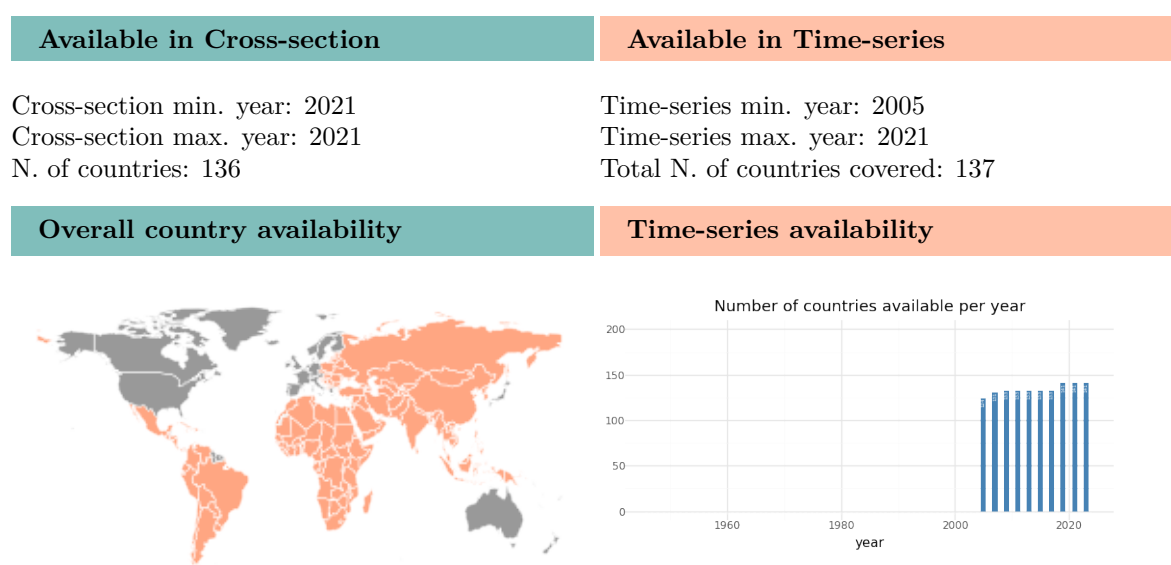 Available in Cross-section
Available in Time-series
Cross-section min. year: 2021
Cross-section max. year: 2021
N. of countries: 136
Time-series min. year: 2005
Time-series max. year: 2021
Total N. of countries covered: 137
Overall country availability
Time-series availability
Number of countries available per year
200
150
100
50
0
1960
1980
2000
2020
year